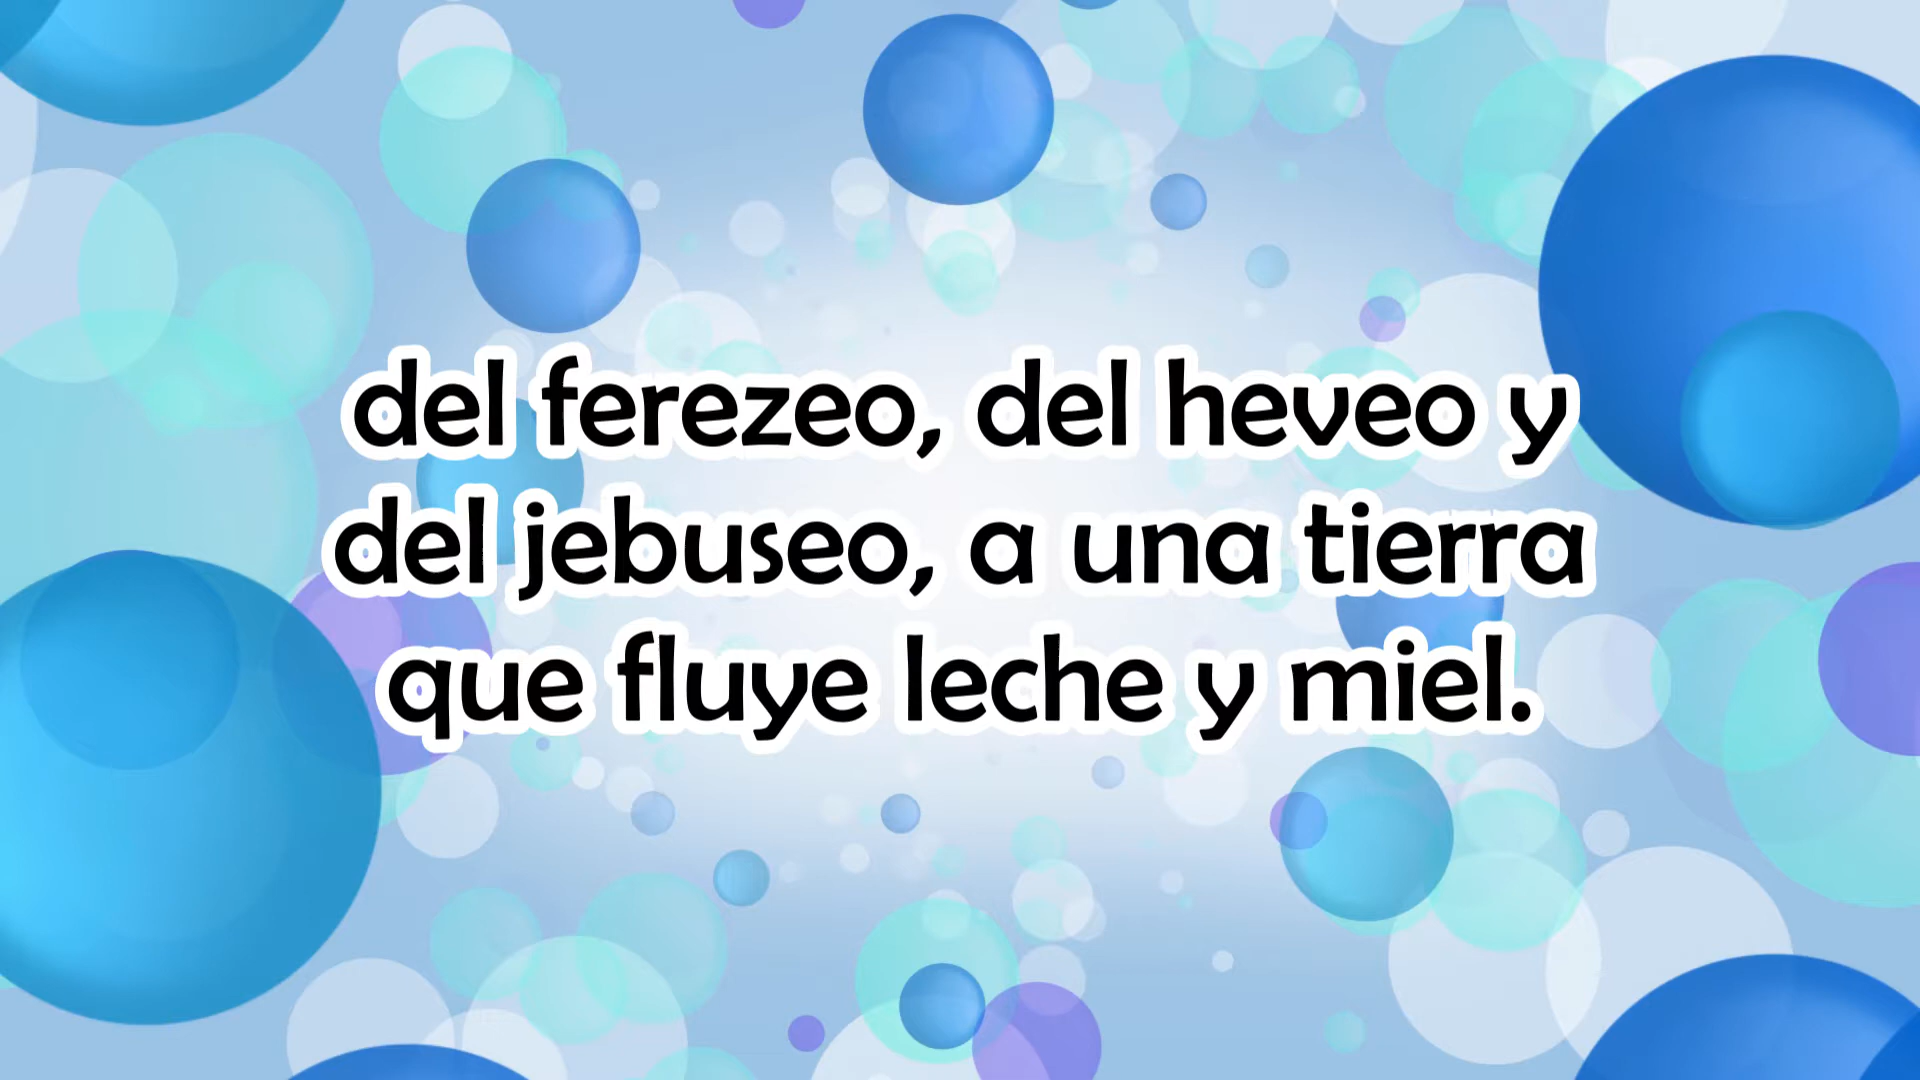 del ferezeo, del heveo y
del jebuseo, a una tierra
que fluye leche y miel.